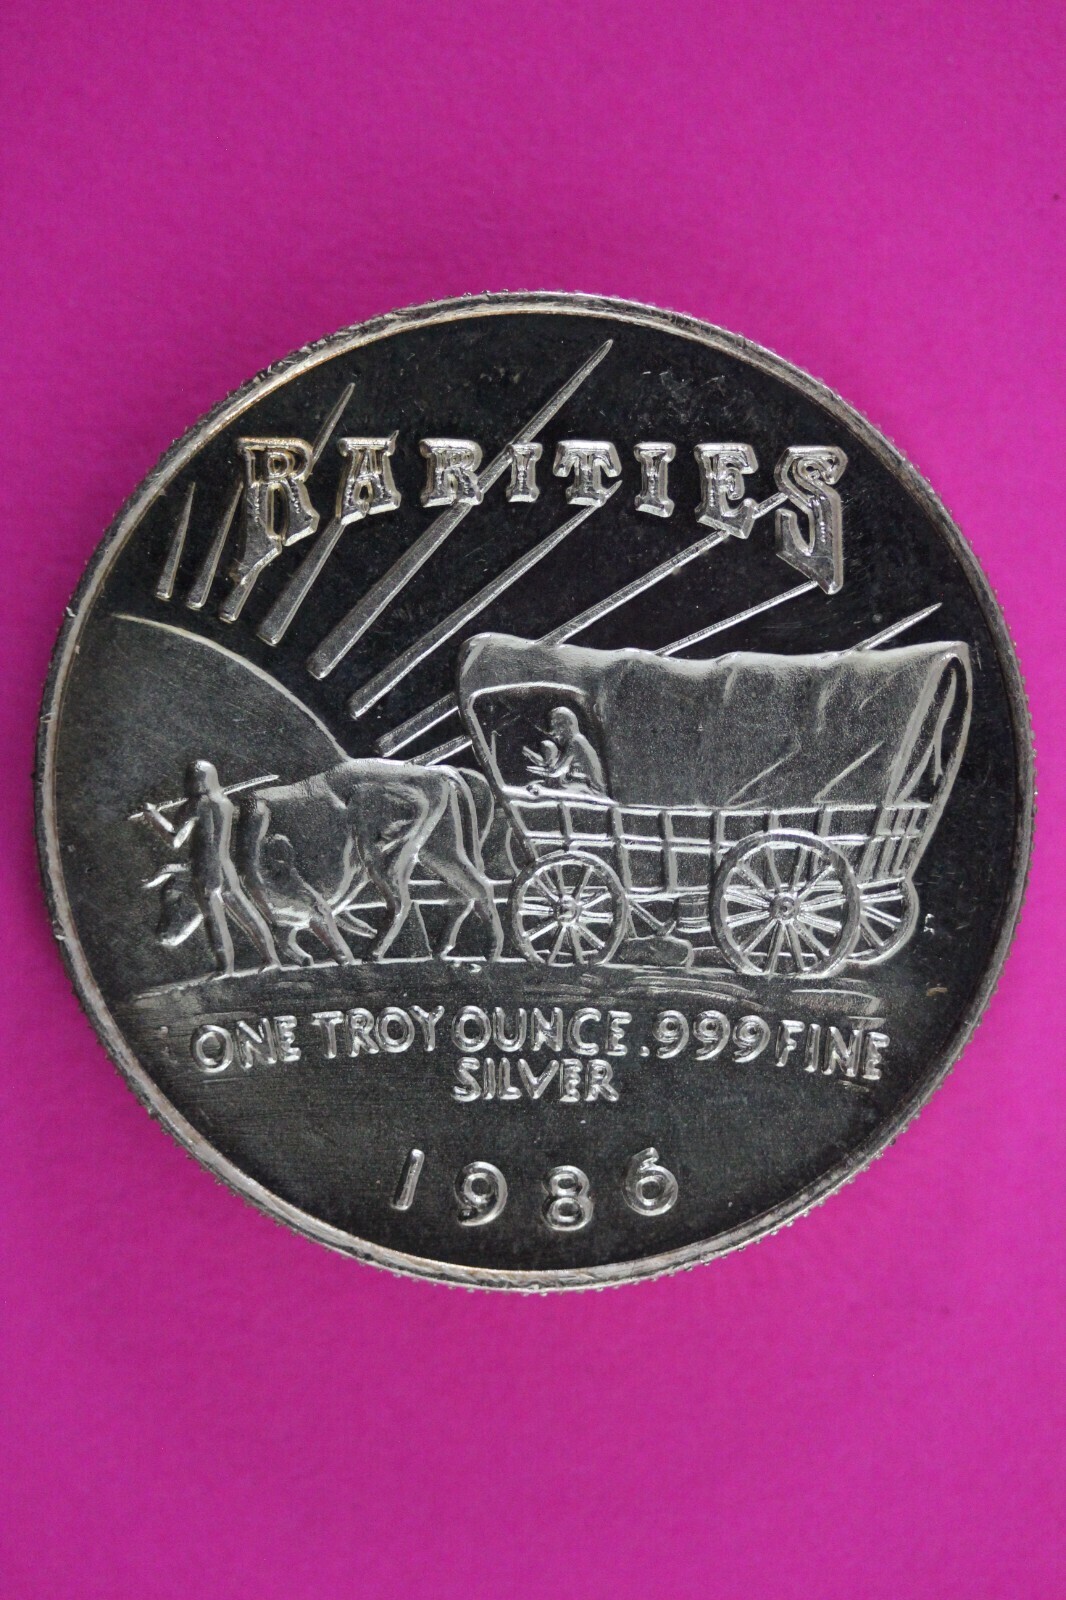 RARITIES
ONE TROY OUNCE .999 FINE
SILVER
1986